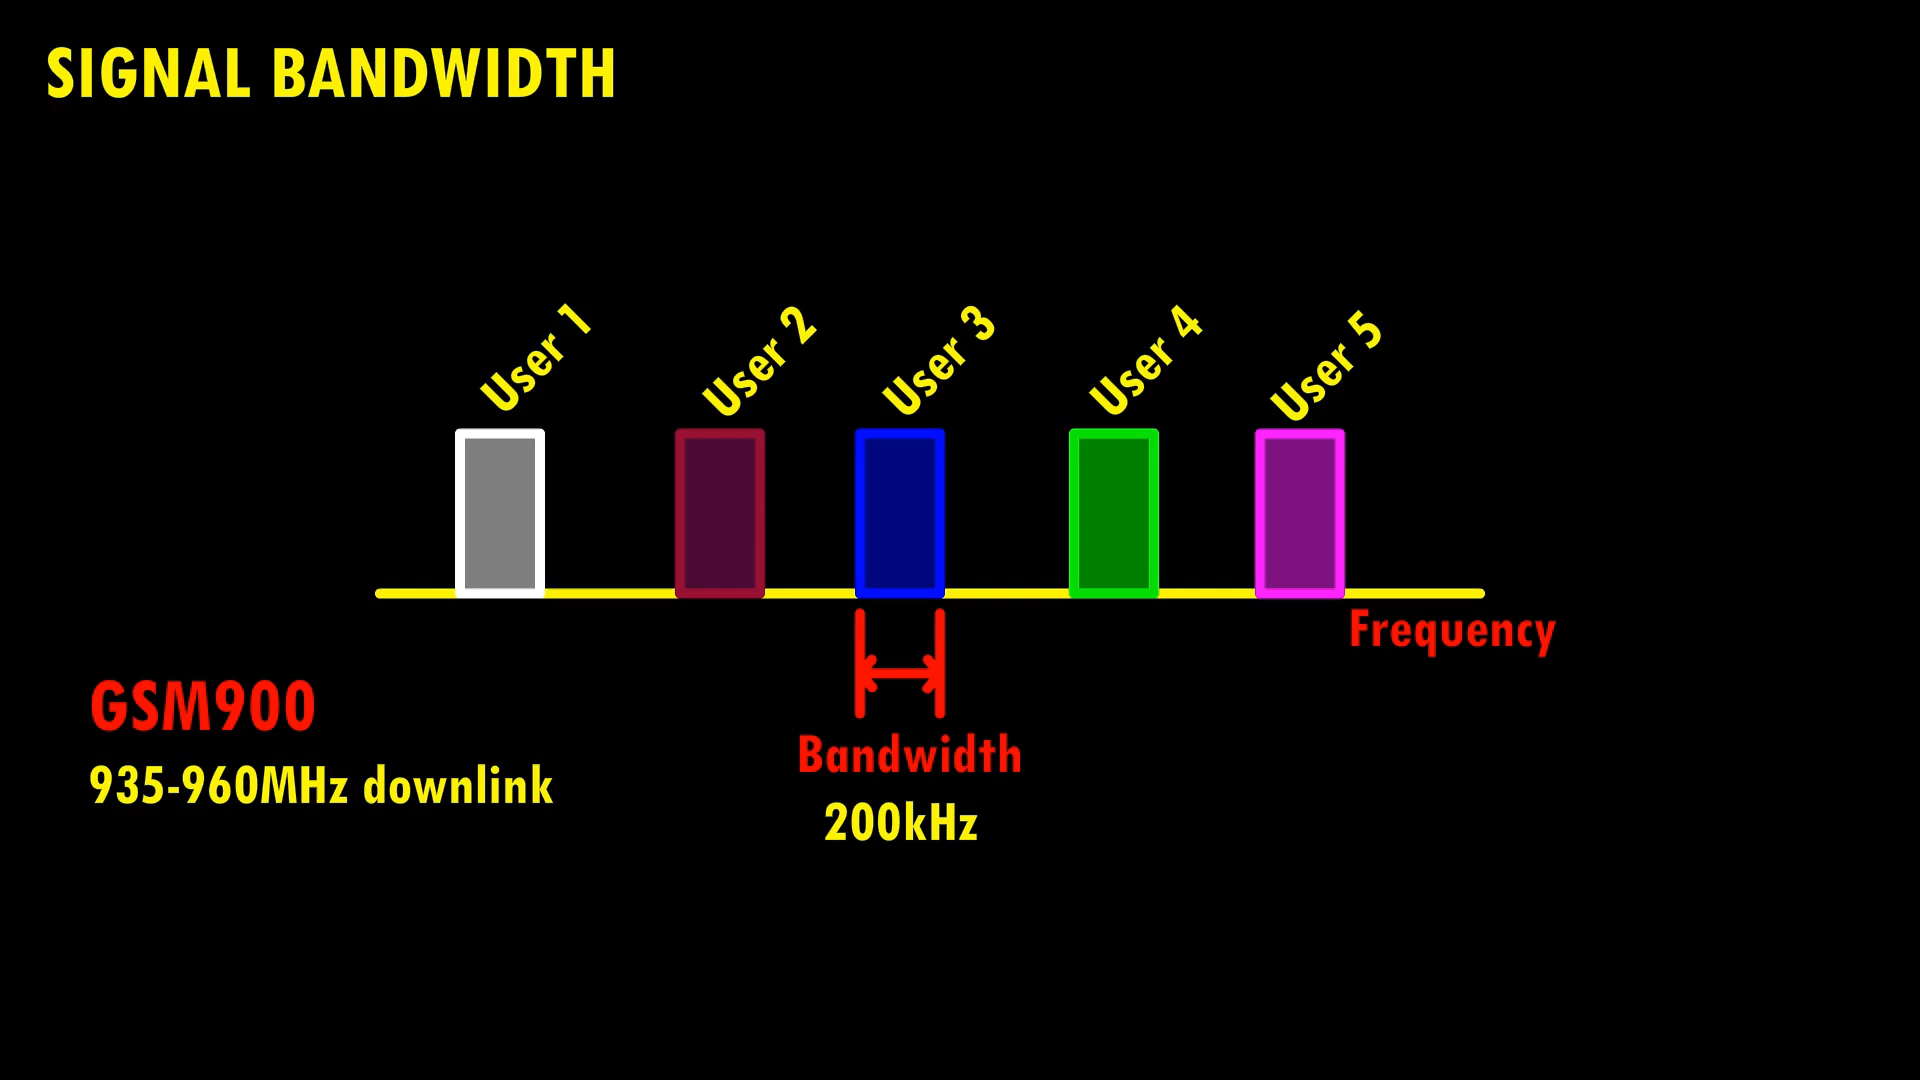 SIGNAL BANDWIDTH
User 1
User 2
User 3
User 4
User 5
Frequency
GSM900
935-960MHz downlink
Bandwidth
200kHz